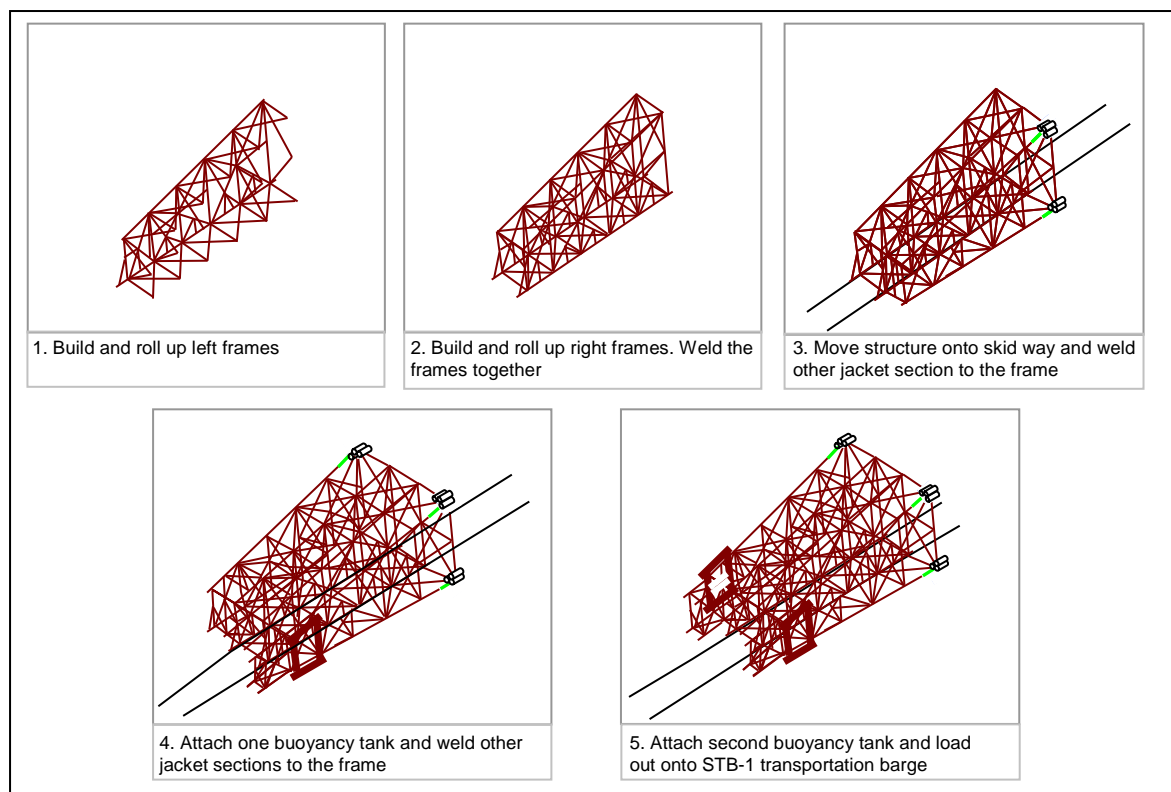 1. Build and roll up left frames
2. Build and roll up right frames. Weld the
frames together
3. Move structure onto skid way and weld
other jacket section to the frame
4. Attach one buoyancy tank and weld other
jacket sections to the frame
5. Attach second buoyancy tank and load
out onto STB-1 transportation barge